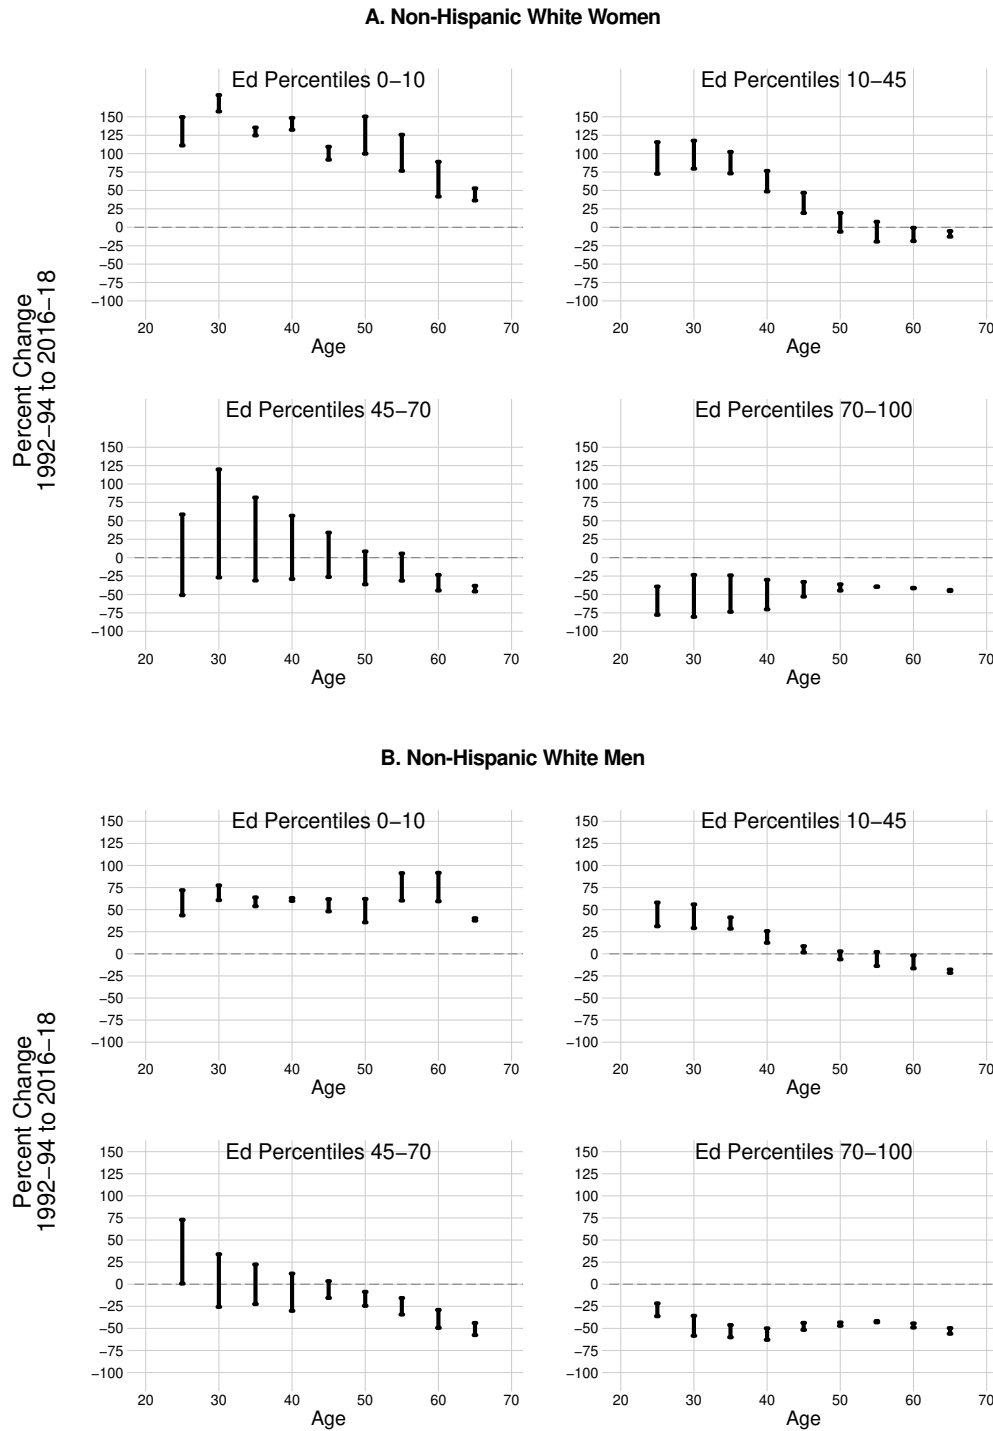 A. Non-Hispanic White Women
Percent Change
1992−94 to 2016−18
Ed Percentiles 0−10
150
125
100
75
50
25
0
−25
−50
−75
−100
20 30 40 50 60 70
Age
Ed Percentiles 10−45
150
125
100
75
50
25
0
−25
−50
−75
−100
20 30 40 50 60 70
Age
Ed Percentiles 45−70
150
125
100
75
50
25
0
−25
−50
−75
−100
20 30 40 50 60 70
Age
Ed Percentiles 70−100
150
125
100
75
50
25
0
−25
−50
−75
−100
20 30 40 50 60 70
Age
B. Non-Hispanic White Men
Percent Change
1992−94 to 2016−18
Ed Percentiles 0−10
150
125
100
75
50
25
0
−25
−50
−75
−100
20 30 40 50 60 70
Age
Ed Percentiles 10−45
150
125
100
75
50
25
0
−25
−50
−75
−100
20 30 40 50 60 70
Age
Ed Percentiles 45−70
150
125
100
75
50
25
0
−25
−50
−75
−100
20 30 40 50 60 70
Age
Ed Percentiles 70−100
150
125
100
75
50
25
0
−25
−50
−75
−100
20 30 40 50 60 70
Age